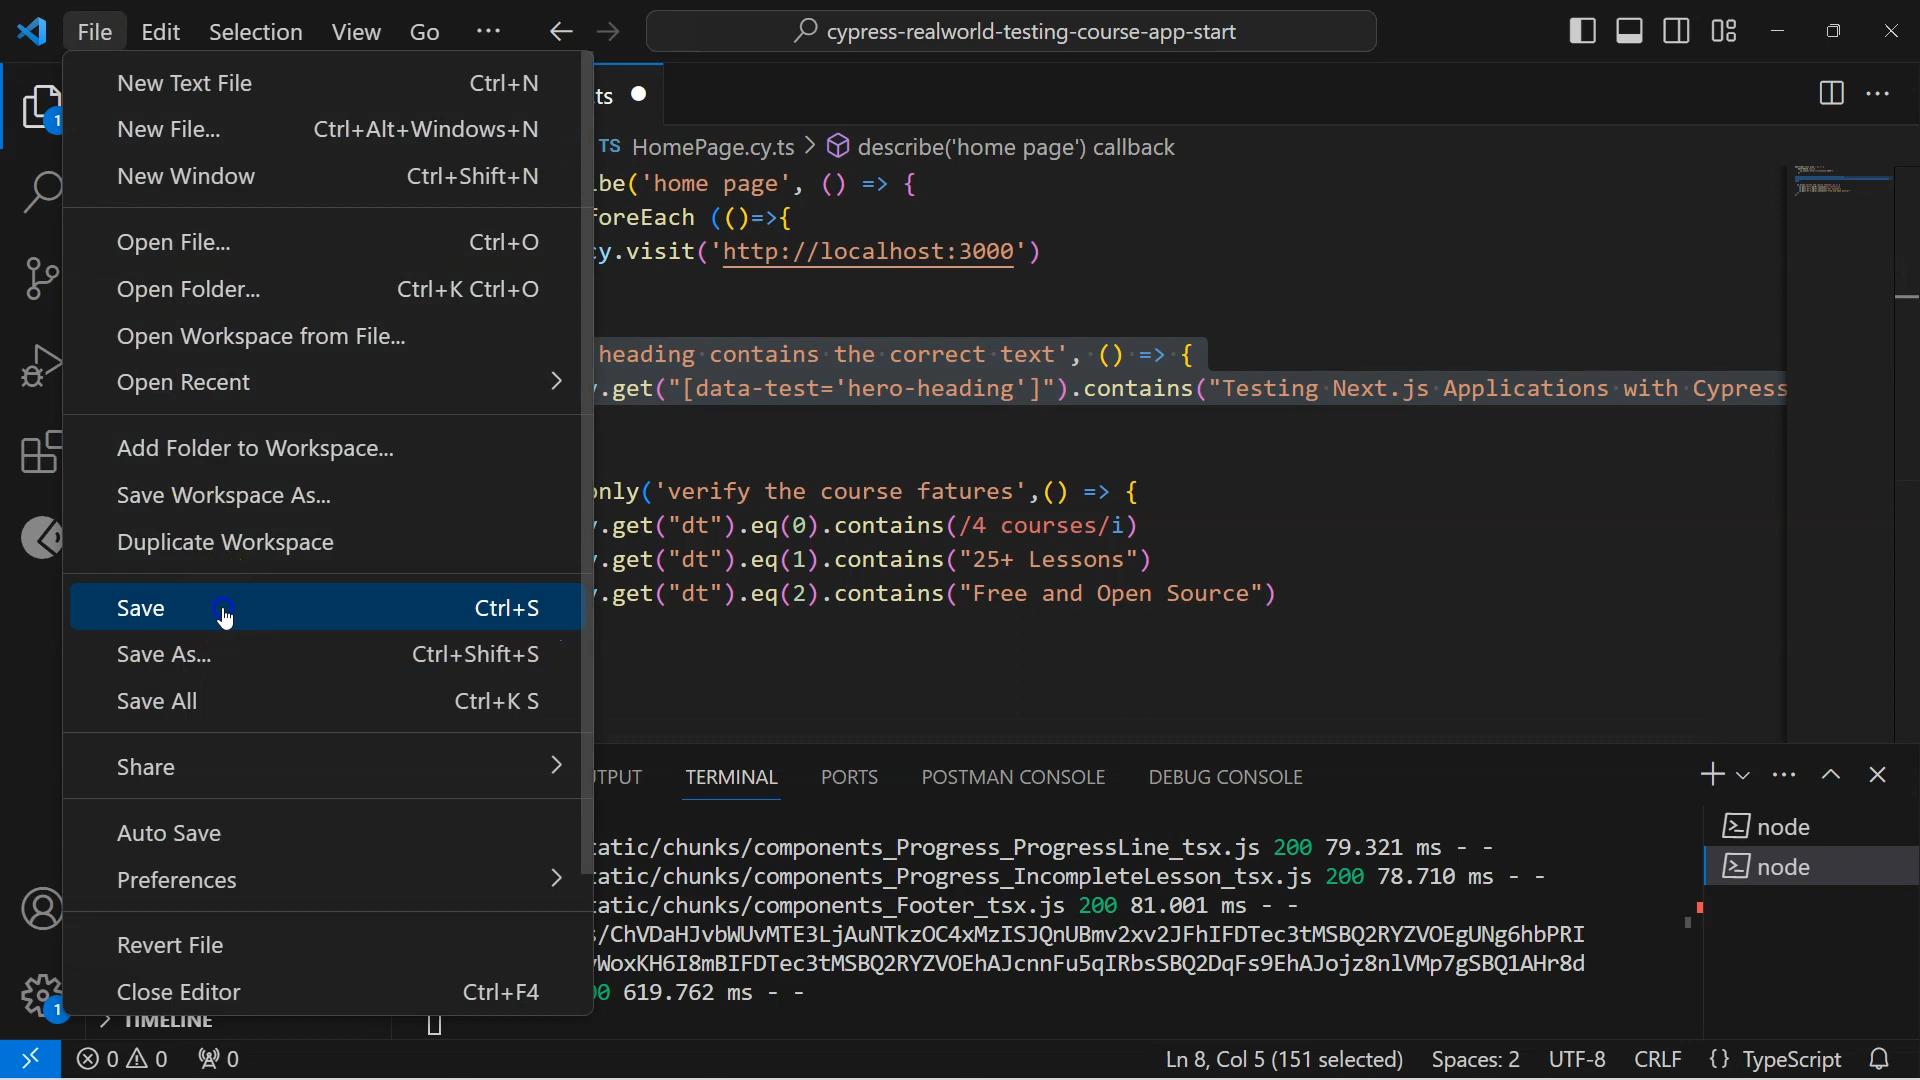 File Edit Selection View Go ··· cypress-realworld-testing-course-app-start
New Text File Ctrl+N
New File... Ctrl+Alt+Windows+N
New Window Ctrl+Shift+N
Open File... Ctrl+O
Open Folder... Ctrl+K Ctrl+O
Open Workspace from File...
Open Recent
Add Folder to Workspace...
Save Workspace As...
Duplicate Workspace
Save Ctrl+S
Save As... Ctrl+Shift+S
Save All Ctrl+K S
Share
Auto Save
Preferences
Revert File
Close Editor Ctrl+F4
TIMELINE
1
1
ts
TS HomePage.cy.ts > describe('home page') callback
be('home page', () => {
foreEach (()=>{
cy.visit('http://localhost:3000')
heading contains the correct text', () => {
.get("[data-test='hero-heading']").contains("Testing Next.js Applications with Cypress
only('verify the course fatures',() => {
.get("dt").eq(0).contains(/4 courses/i)
.get("dt").eq(1).contains("25+ Lessons")
.get("dt").eq(2).contains("Free and Open Source")
TPUT TERMINAL PORTS POSTMAN CONSOLE DEBUG CONSOLE
tatic/chunks/components_Progress_ProgressLine_tsx.js 200 79.321 ms - -
tatic/chunks/components_Progress_IncompleteLesson_tsx.js 200 78.710 ms - -
tatic/chunks/components_Footer_tsx.js 200 81.001 ms - -
/ChVDaHJvbWUvMTE3LjAuNTkzOC4xMzISJQnUBmv2xv2JFhIFDTec3tMSBQ2RYZVOEgUNg6hbPRI
WoxKH6I8mBIFDTec3tMSBQ2RYZVOEhAJcnnFu5qIRbsSBQ2DqFs9EhAJojz8nlVMp7gSBQ1AHr8d
00 619.762 ms - -
node
node
0 0 0 Ln 8, Col 5 (151 selected) Spaces: 2 UTF-8 CRLF {} TypeScript